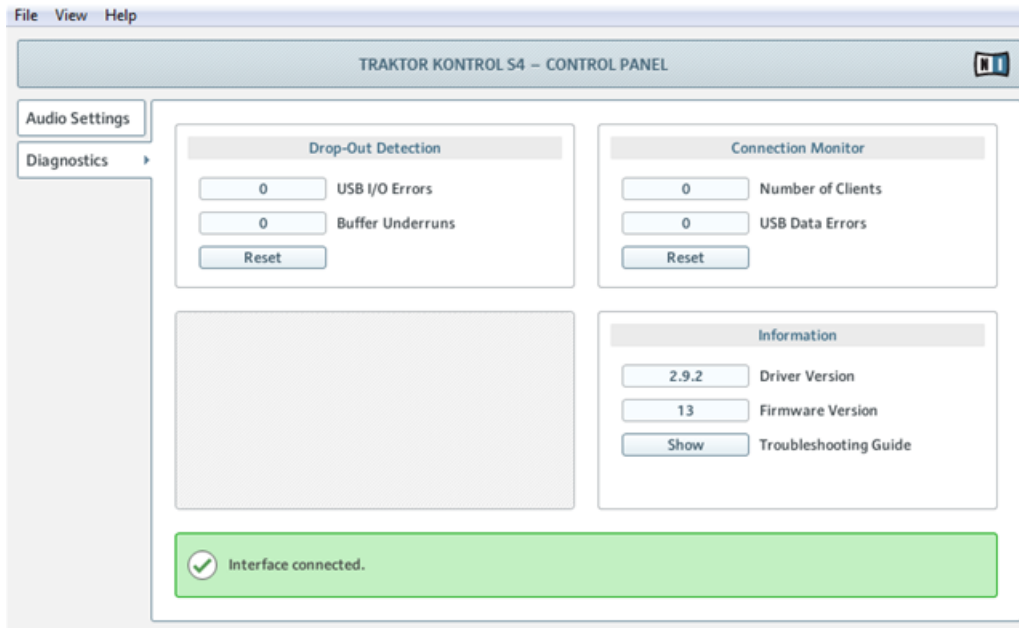 File View Help
TRAKTOR KONTROL S4 – CONTROL PANEL
NI
Audio Settings
Diagnostics
Drop-Out Detection
0 USB I/O Errors
0 Buffer Underruns
Reset
Connection Monitor
0 Number of Clients
0 USB Data Errors
Reset
Information
2.9.2 Driver Version
13 Firmware Version
Show Troubleshooting Guide
Interface connected.